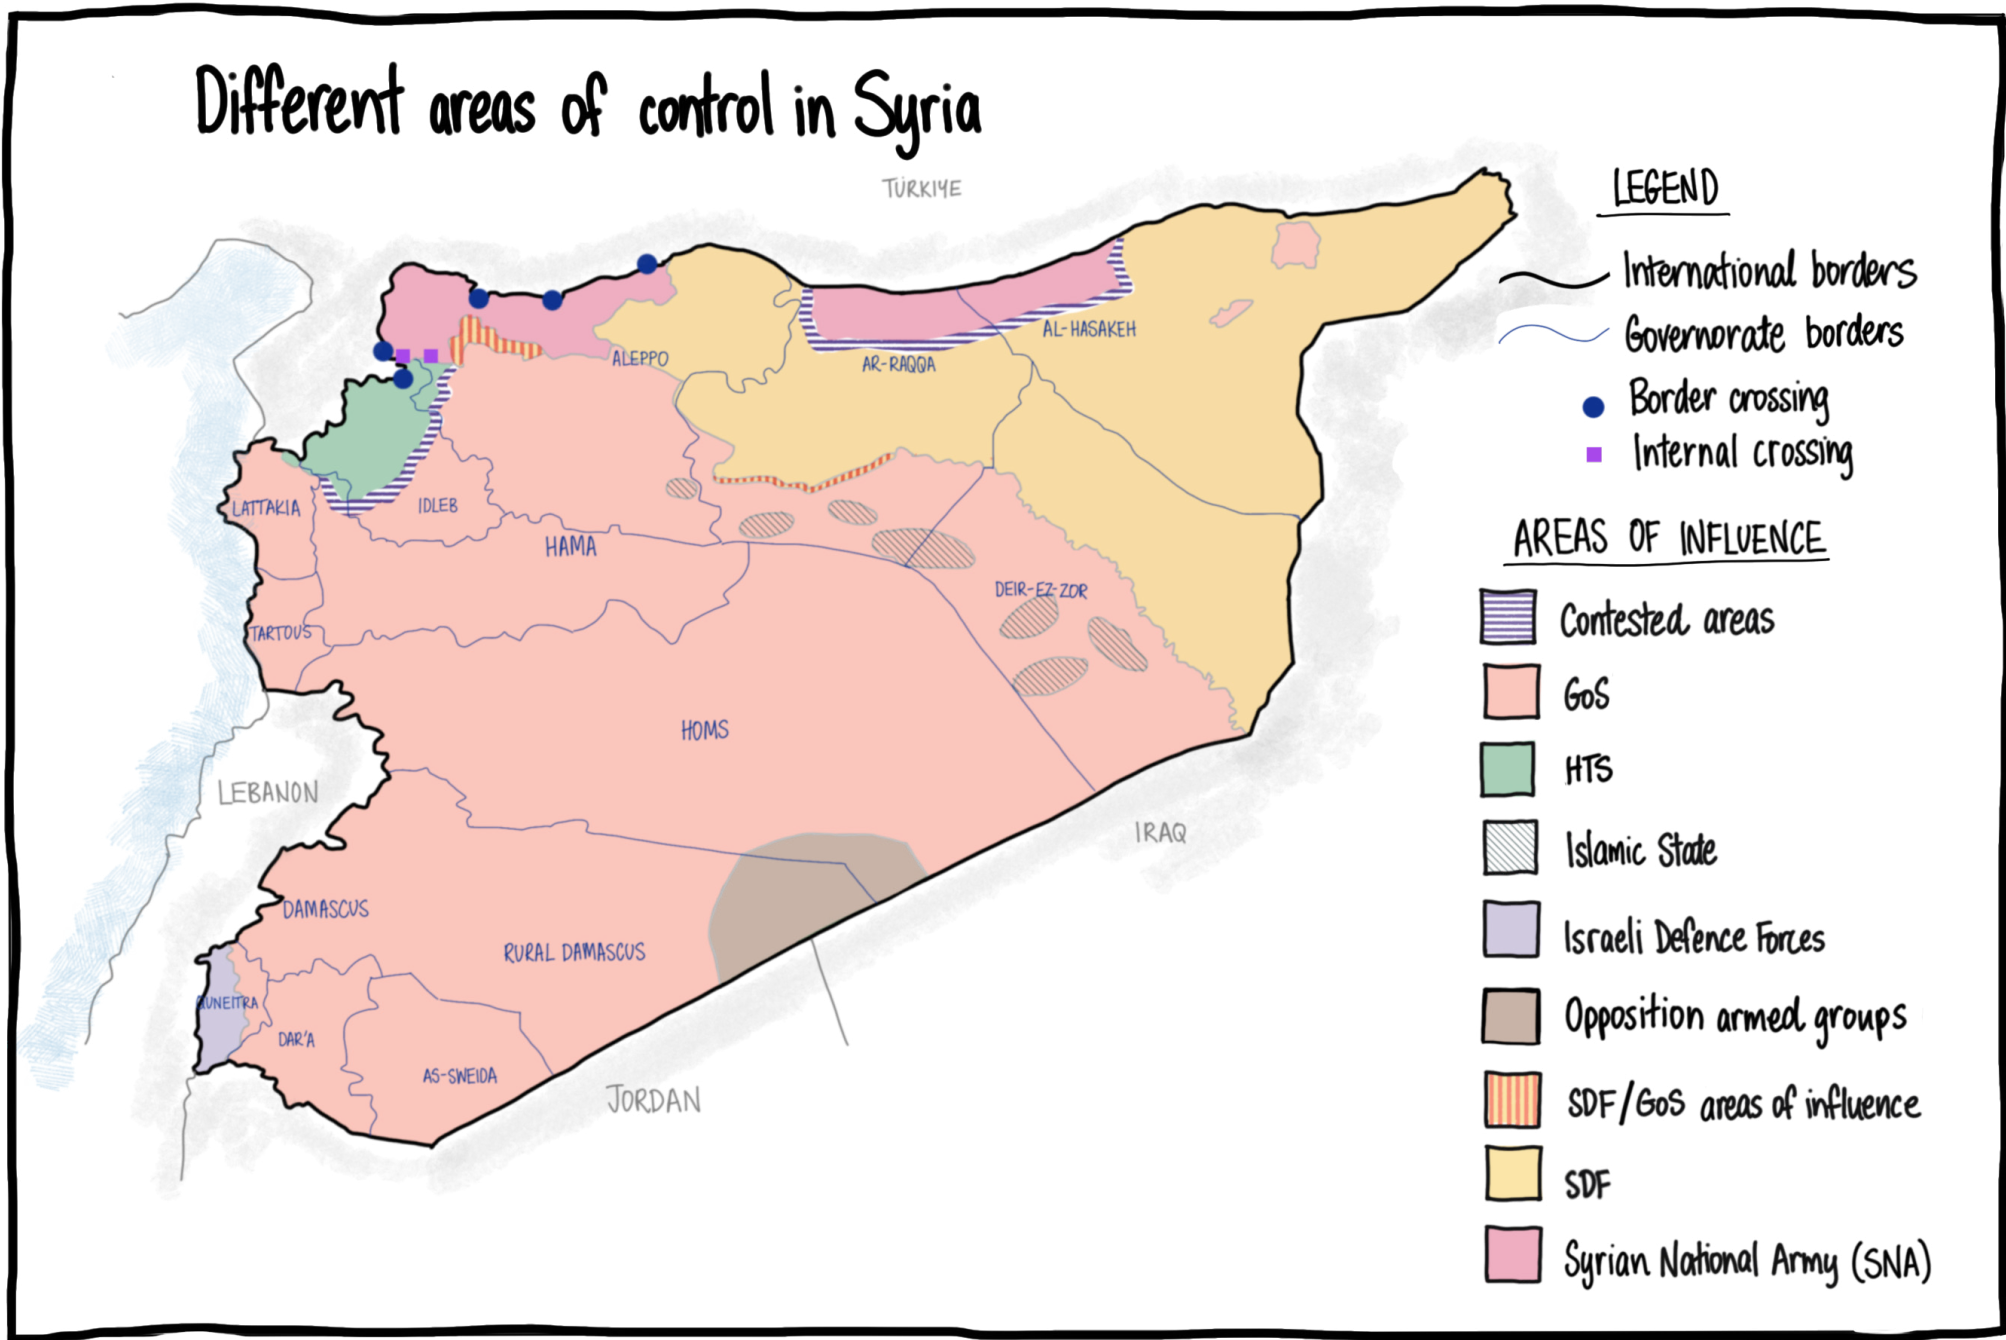 Different areas of control in Syria
TÜRKIYE
LEGEND
International borders
Governorate borders
Border crossing
Internal crossing
AREAS OF INFLUENCE
Contested areas
GoS
HTS
Islamic State
Israeli Defence Forces
Opposition armed groups
SDF/GoS areas of influence
SDF
Syrian National Army (SNA)
AL-HASAKEH
ALEPPO
AR-RAQQA
LATTAKIA
IDLEB
HAMA
DEIR-EZ-ZOR
TARTOUS
HOMS
LEBANON
IRAQ
DAMASCUS
RURAL DAMASCUS
QUNEITRA
DAR'A
AS-SWEIDA
JORDAN